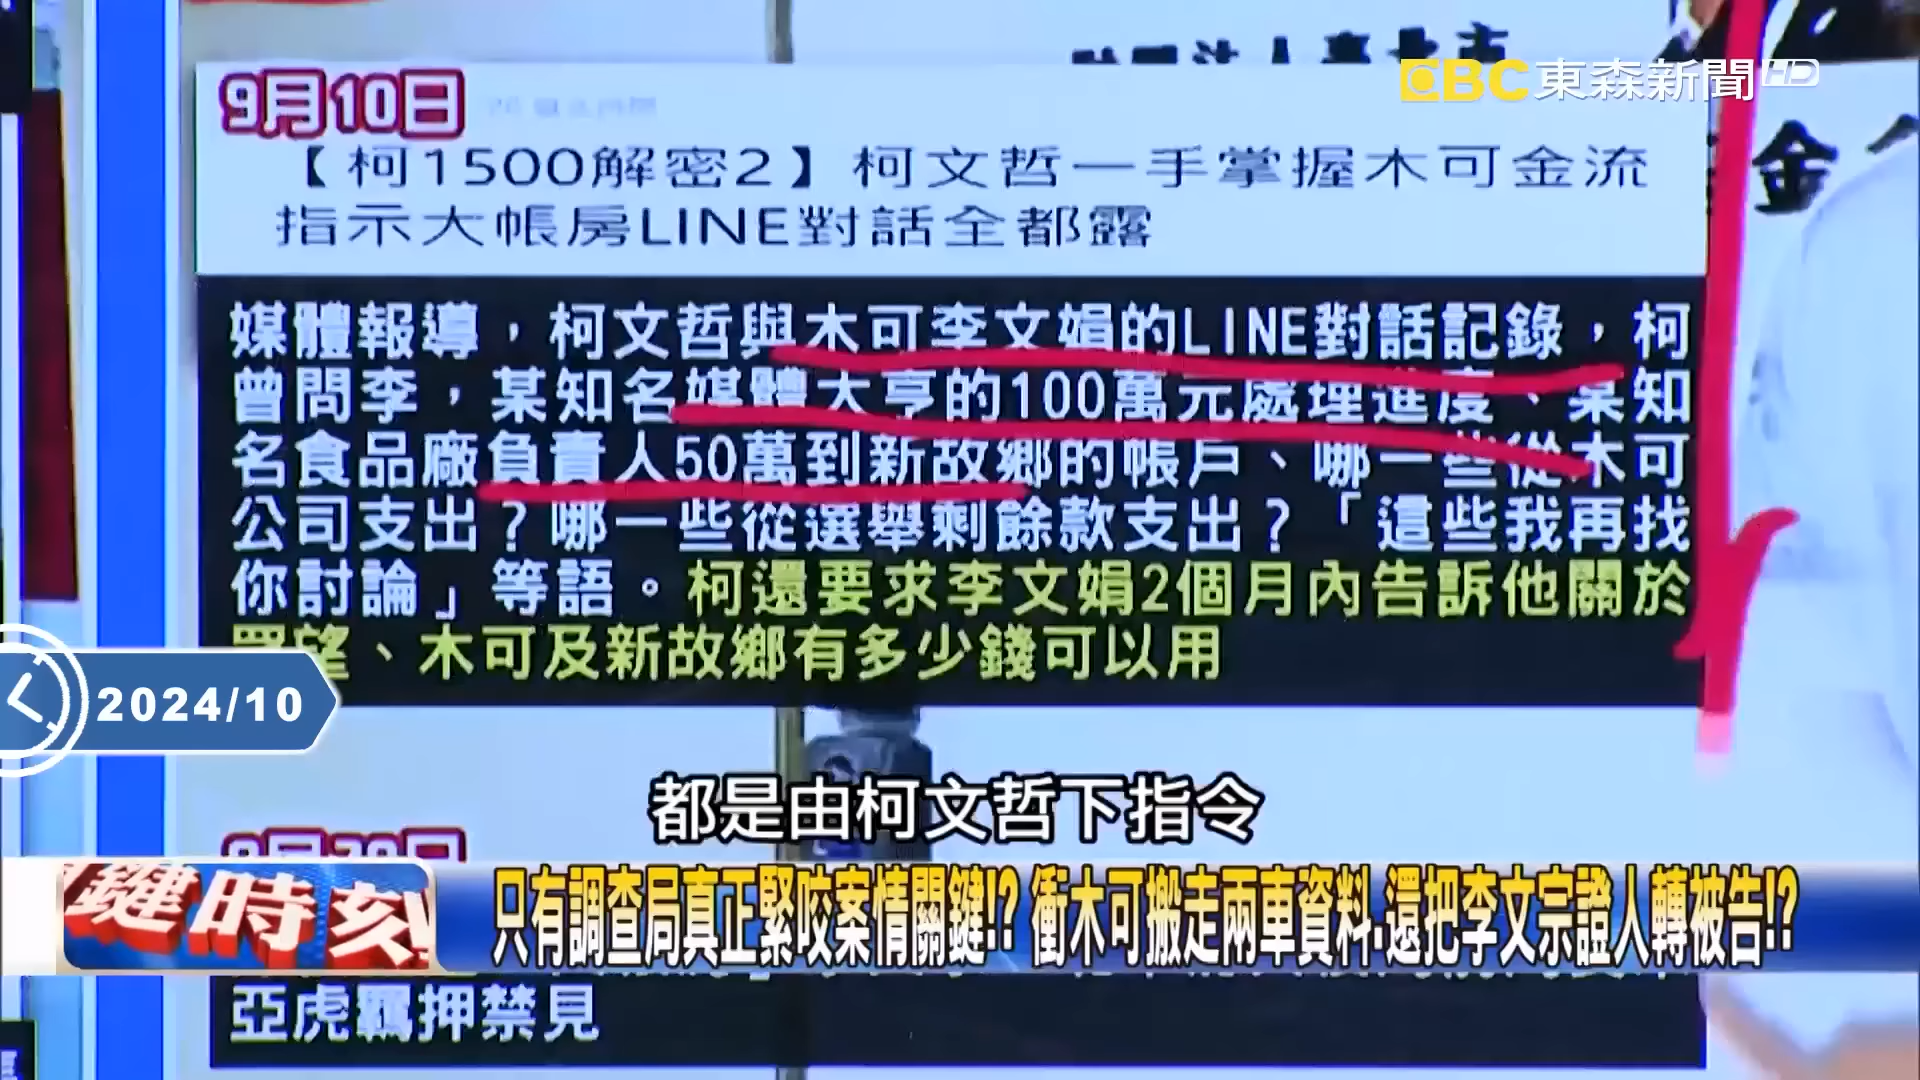 EBC 東森新聞 HD
9月10日
【柯1500解密2】柯文哲一手掌握木可金流
指示大帳房LINE對話全都露
金
媒體報導，柯文哲與木可李文娟的LINE對話記錄，柯
曾問李，某知名媒體大亨的100萬元處理進度、某知
名食品廠負責人50萬到新故鄉的帳戶、哪一些從木可
公司支出？哪一些從選舉剩餘款支出？「這些我再找
你討論」等語。柯還要求李文娟2個月內告訴他關於
眾望、木可及新故鄉有多少錢可以用
2024/10
都是由柯文哲下指令
鍵時刻
只有調查局真正緊咬案情關鍵!? 衝木可搬走兩車資料.還把李文宗證人轉被告!?
亞虎羈押禁見